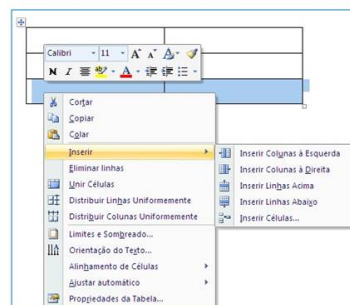 Calibri 11 A A A
N I
Cortar
Copiar
Colar
Inserir
Eliminar linhas
Unir Células
Distribuir Linhas Uniformemente
Distribuir Colunas Uniformemente
Limites e Sombreado...
Orientação do Texto...
Alinhamento de Células
Ajustar automático
Propriedades da Tabela...
Inserir Colunas à Esquerda
Inserir Colunas à Direita
Inserir Linhas Acima
Inserir Linhas Abaixo
Inserir Células...